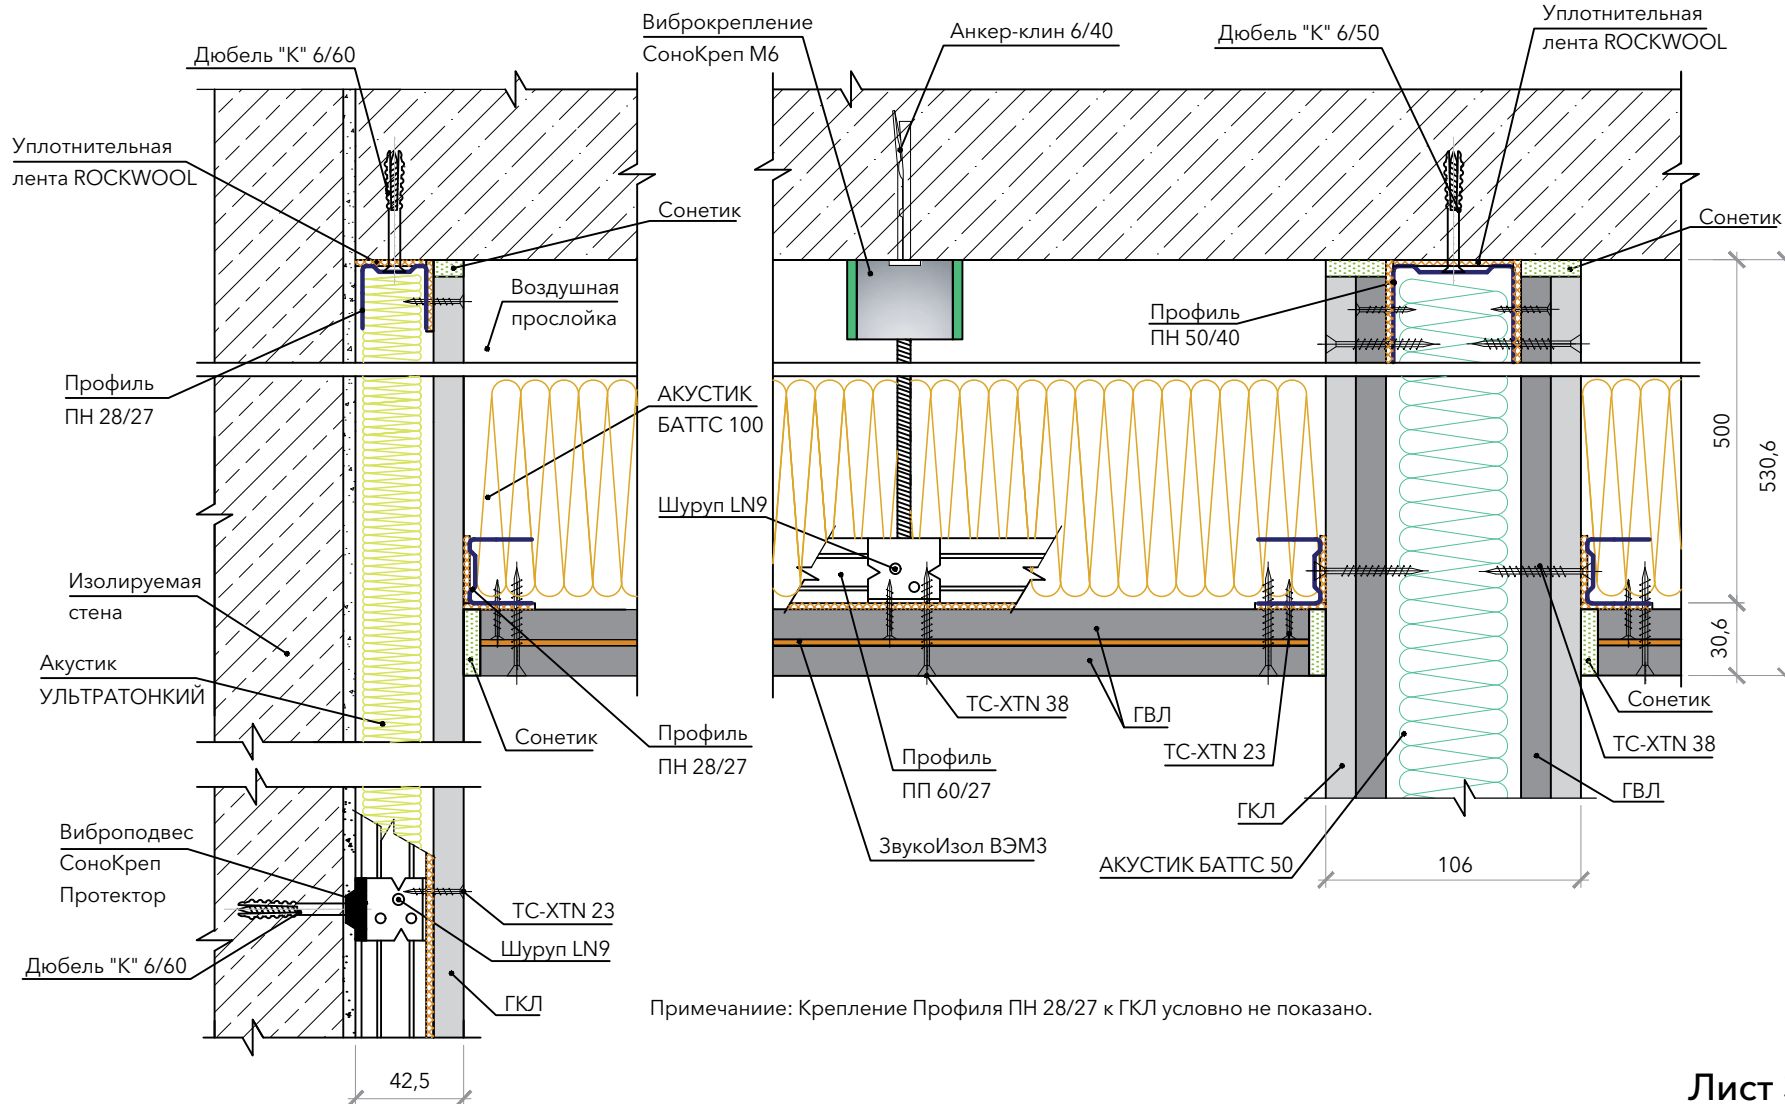 Виброкрепление
СоноКреп М6
Анкер-клин 6/40
Дюбель "К" 6/50
Уплотнительная
лента ROCKWOOL
Дюбель "К" 6/60
Уплотнительная
лента ROCKWOOL
Сонетик
Сонетик
Воздушная
прослойка
Профиль
ПН 50/40
Профиль
ПН 28/27
АКУСТИК
БАТТС 100
500
530,6
Шуруп LN9
Изолируемая
стена
30,6
Акустик
УЛЬТРАТОНКИЙ
Сонетик
Профиль
ПН 28/27
ТС-XTN 38
ГВЛ
Профиль
ПП 60/27
ТС-XTN 23
Сонетик
ТС-XTN 38
ГВЛ
ГКЛ
ЗвукоИзол ВЭМЗ
АКУСТИК БАТТС 50
106
Виброподвес
СоноКреп
Протектор
ТС-XTN 23
Шуруп LN9
Дюбель "К" 6/60
ГКЛ
Примечаниие: Крепление Профиля ПН 28/27 к ГКЛ условно не показано.
42,5
Лист